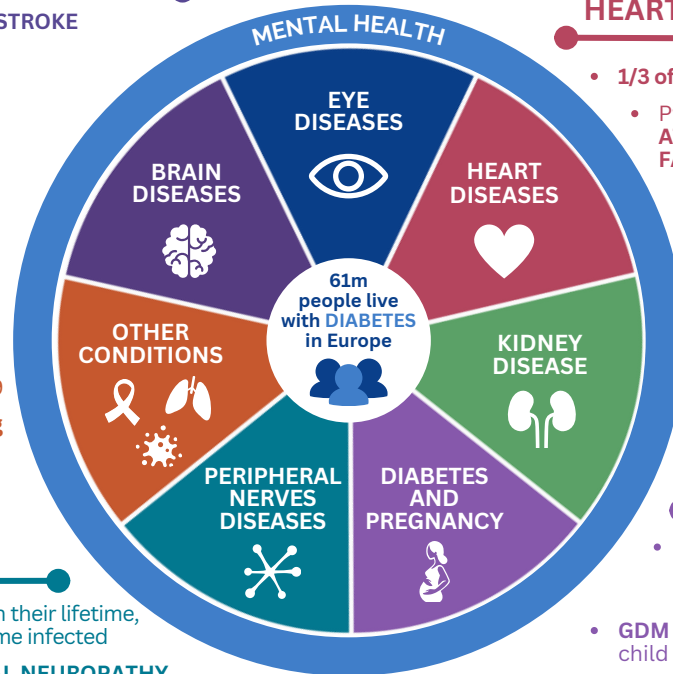 STROKE
HEART
MENTAL HEALTH
1/3 of
EYE
DISEASES
BRAIN
DISEASES
HEART
DISEASES
61m
people live
with DIABETES
in Europe
OTHER
CONDITIONS
KIDNEY
DISEASE
PERIPHERAL
NERVES
DISEASES
DIABETES
AND
PREGNANCY
their lifetime,
me infected
NEUROPATHY
GDM
child